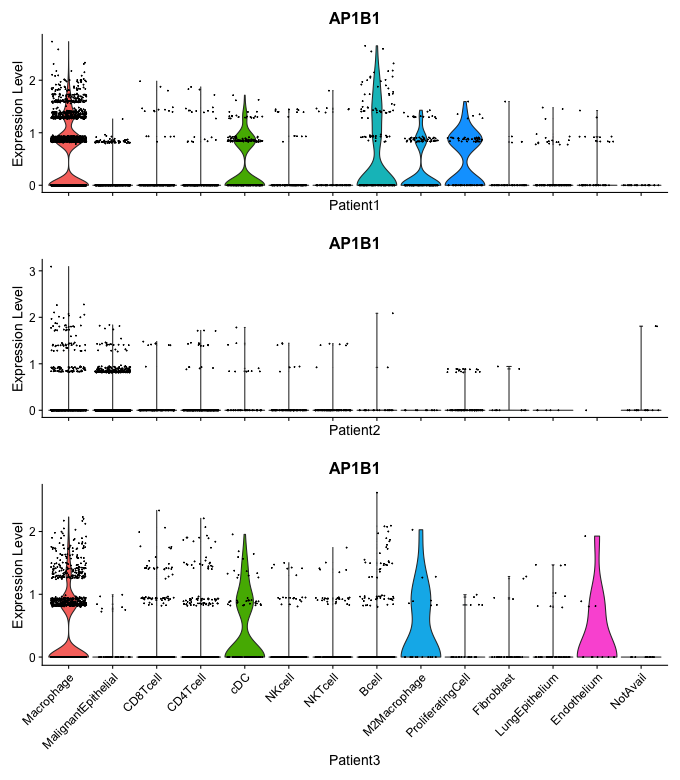 AP1B1
Expression Level
2
1
0
Patient1
AP1B1
Expression Level
3
2
1
0
Patient2
AP1B1
Expression Level
2
1
0
Macrophage
MalignantEpithelial
CD8Tcell
CD4Tcell
cDC
NKcell
NKTcell
Bcell
M2Macrophage
ProliferatingCell
Fibroblast
LungEpithelium
Endothelium
NotAvail
Patient3